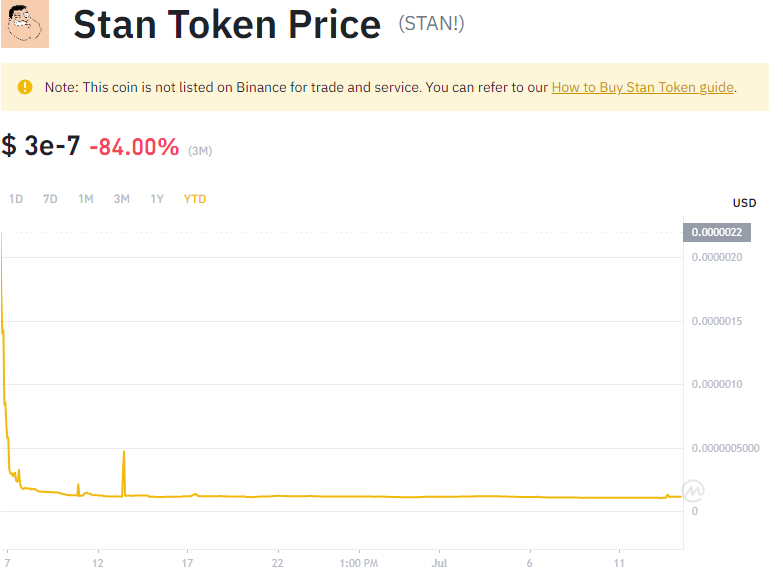 Stan Token Price (STAN!)
Note: This coin is not listed on Binance for trade and service. You can refer to our How to Buy Stan Token guide.
$ 3e-7 -84.00% (3M)
1D 7D 1M 3M 1Y YTD
USD
0.0000022
0.0000020
0.0000015
0.0000010
0.0000005000
0
7 12 17 22 1:00 PM Jul 6 11